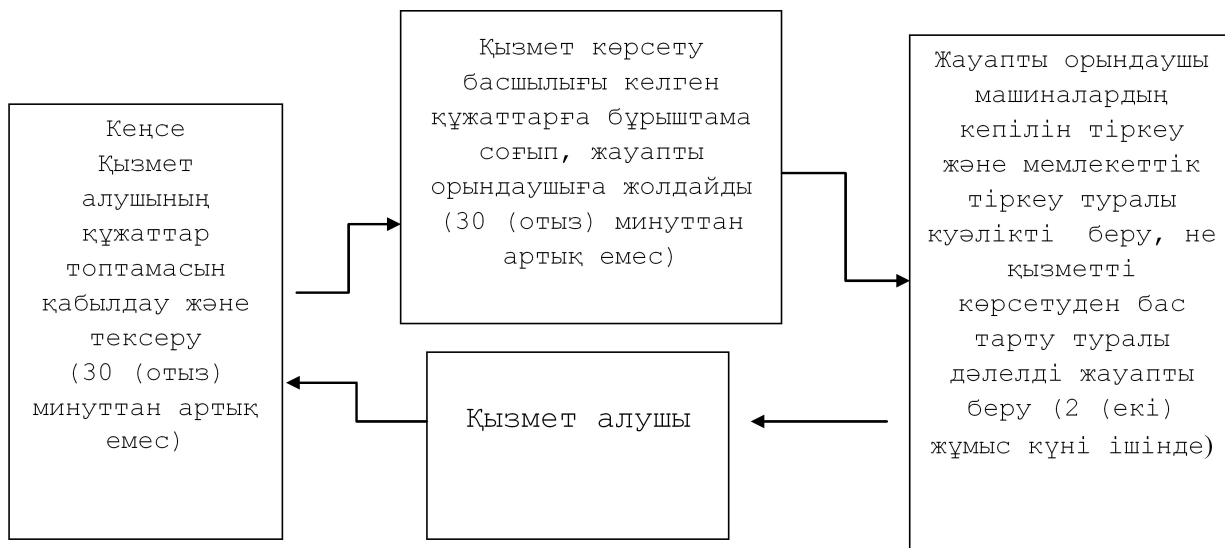 Кеңсе
Қызмет
алушының
құжаттар
топтамасын
қабылдау және
тексеру
(30 (отыз)
минуттан артық
емес)
Қызмет көрсету
басшылығы келген
құжаттарға бұрыштама
соғып, жауапты
орындаушыға жолдайды
(30 (отыз) минуттан
артық емес)
Жауапты орындаушы
машиналардың
кепілін тіркеу
және мемлекеттік
тіркеу туралы
куәлікті беру, не
қызметті
көрсетуден бас
тарту туралы
дәлелді жауапты
беру (2 (екі)
жұмыс күні ішінде)
Қызмет алушы